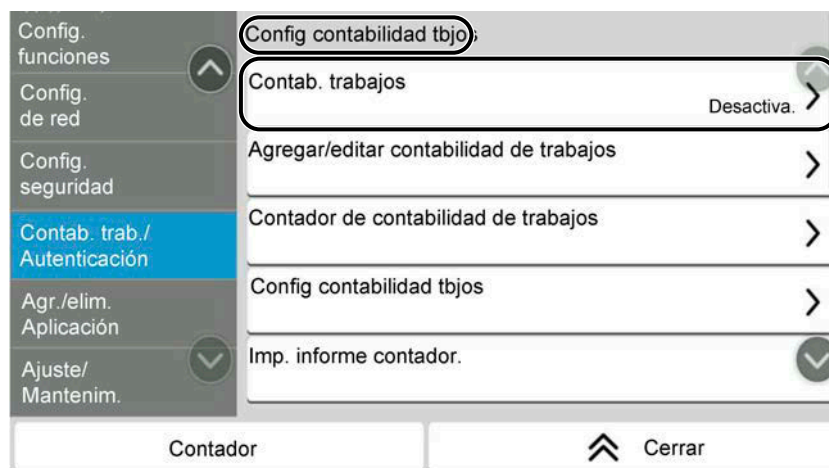 Config.
funciones
Config.
de red
Config.
seguridad
Contab. trab./
Autenticación
Agr./elim.
Aplicación
Ajuste/
Mantenim.
Config contabilidad tbjos
Contab. trabajos
Desactiva.
Agregar/editar contabilidad de trabajos
Contador de contabilidad de trabajos
Config contabilidad tbjos
Imp. informe contador.
Contador
Cerrar